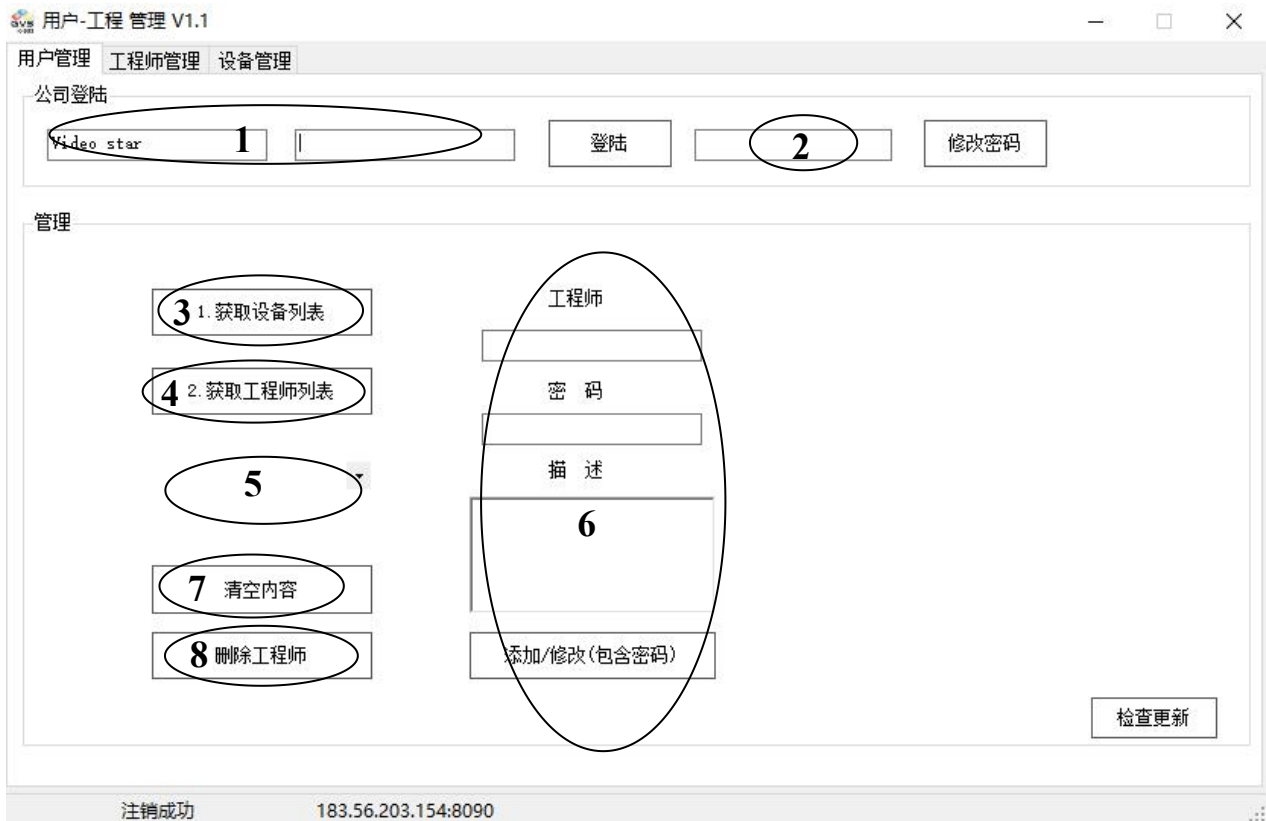 用户-工程 管理 V1.1
用户管理 工程师管理 设备管理
公司登陆
Video star 1 登陆 2 修改密码
管理
3 1.获取设备列表
工程师
4 2.获取工程师列表
密 码
5
描 述
6
7 清空内容
8 删除工程师
添加/修改(包含密码)
检查更新
注销成功 183.56.203.154:8090